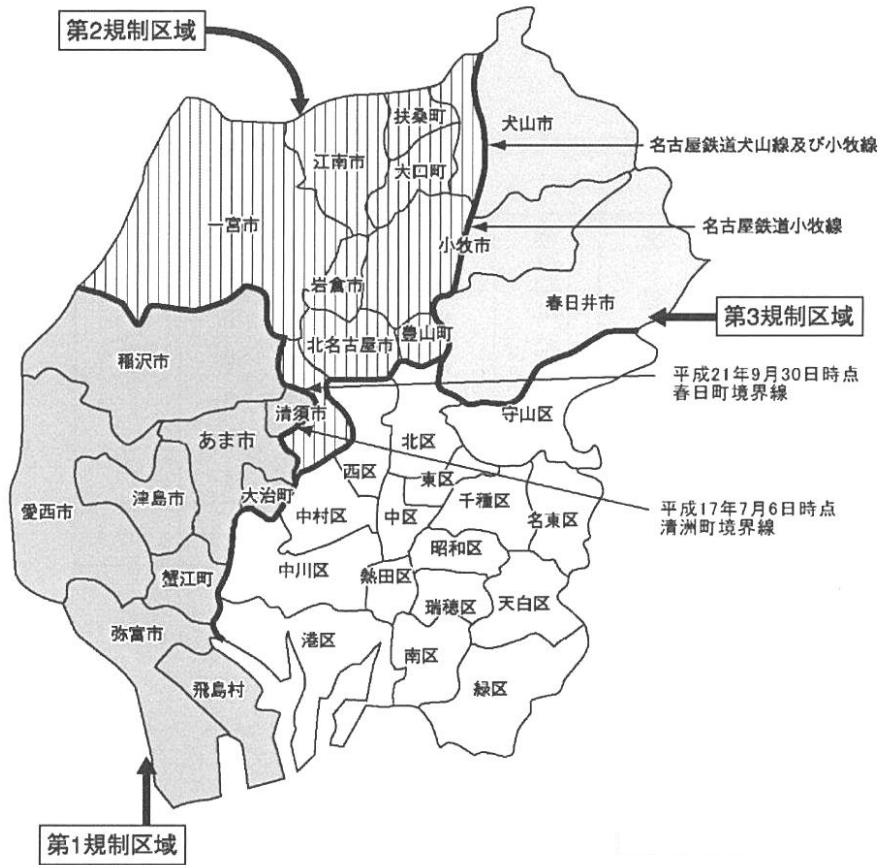 第2規制区域
扶桑町
犬山市
名古屋鉄道犬山線及び小牧線
江南市
大口町
一宮市
小牧市
名古屋鉄道小牧線
岩倉市
春日井市
第3規制区域
北名古屋市
豊山町
稲沢市
平成21年9月30日時点
春日町境界線
清須市
守山区
あま市
北区
西区
東区
愛西市
津島市
大治町
中村区
中区
千種区
名東区
平成17年7月6日時点
清洲町境界線
昭和区
蟹江町
中川区
熱田区
瑞穂区
天白区
弥富市
港区
南区
飛島村
緑区
第1規制区域